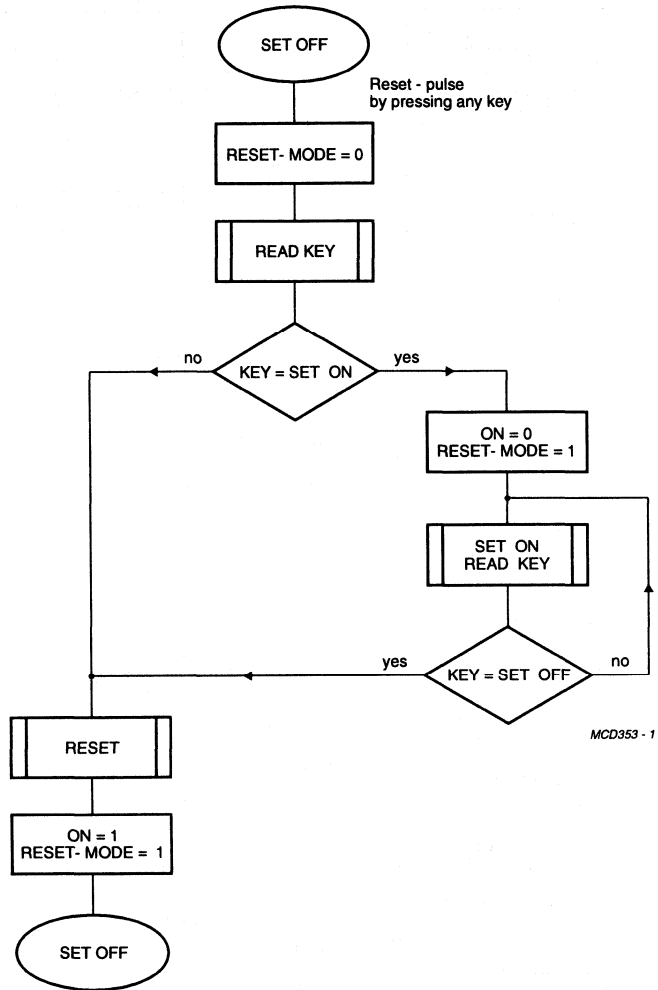 SET OFF
Reset - pulse
by pressing any key
RESET- MODE = 0
READ KEY
no
KEY = SET ON
yes
ON = 0
RESET- MODE = 1
SET ON
READ KEY
yes
KEY = SET OFF
no
MCD353 - 1
RESET
ON = 1
RESET- MODE = 1
SET OFF